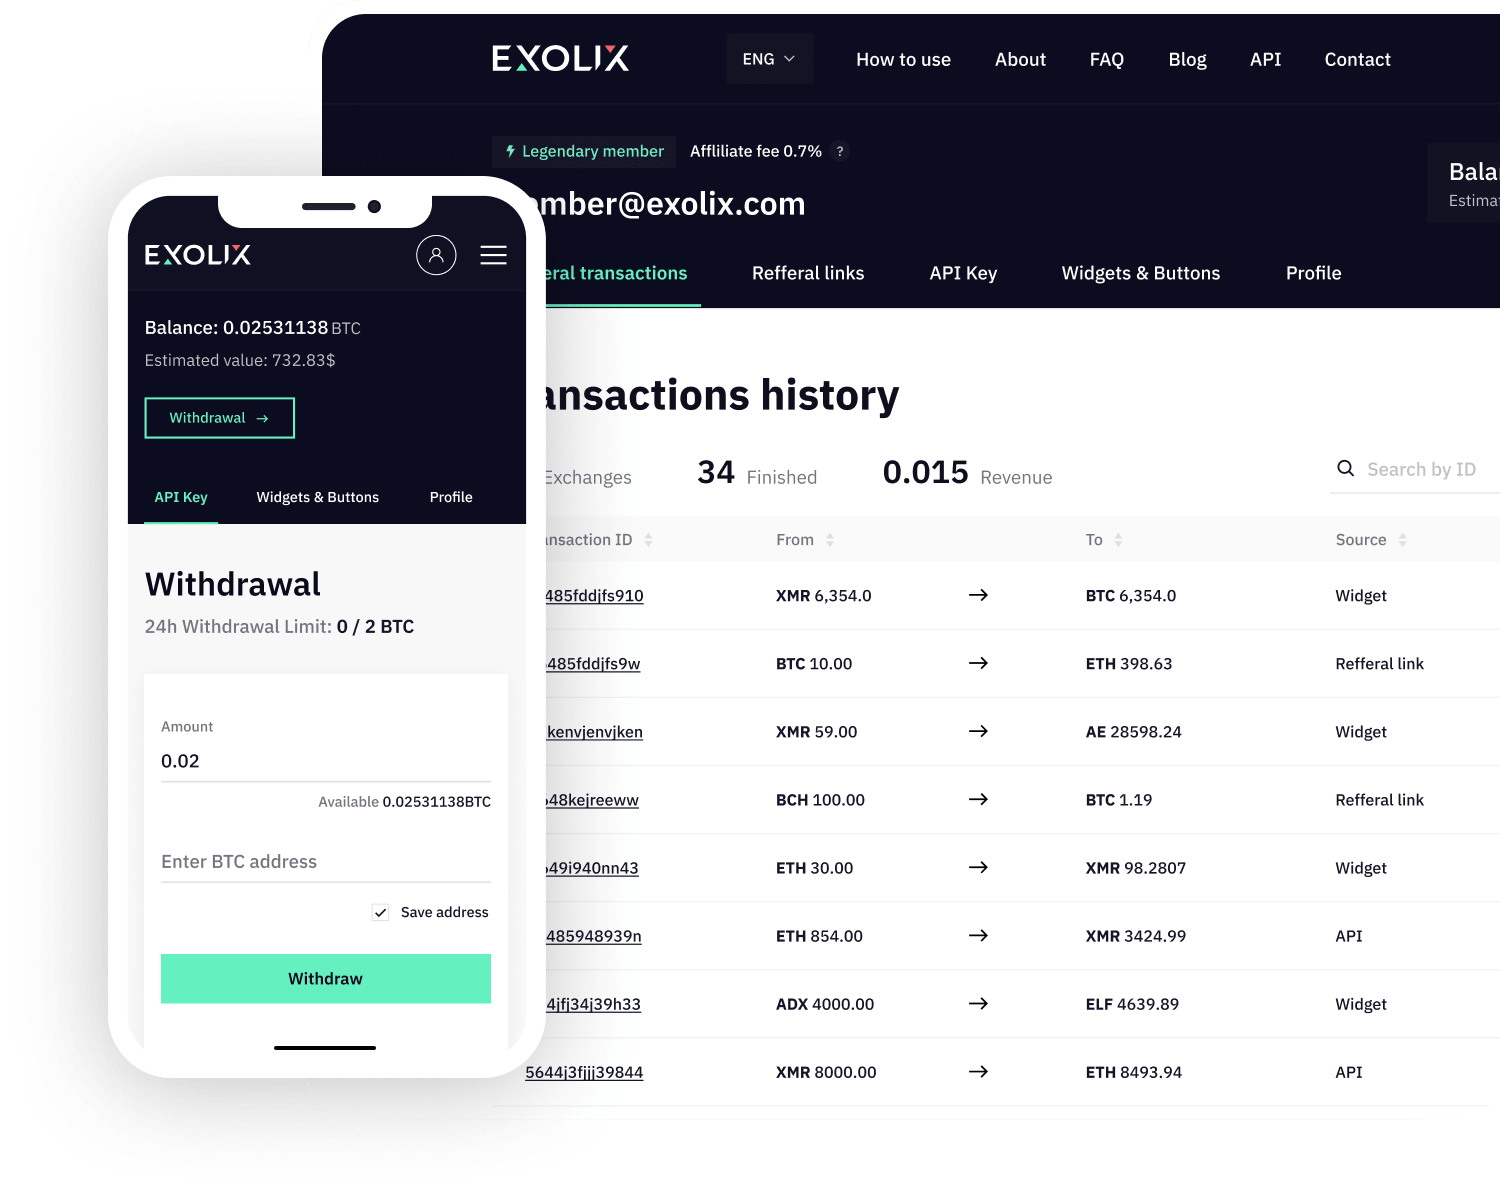 EXOLIX
ENG
How to use
About
FAQ
Blog
API
Contact
Legendary member
Affliliate fee 0.7% ?
mber@exolix.com
eral transactions
Refferal links
API Key
Widgets & Buttons
Profile
Bala
Estimat
ansactions history
Exchanges
34 Finished
0.015 Revenue
Search by ID
ansaction ID
From
To
Source
485fddjfs910 XMR 6,354.0 → BTC 6,354.0 Widget
485fddjfs9w BTC 10.00 → ETH 398.63 Refferal link
kenvjenvjken XMR 59.00 → AE 28598.24 Widget
648kejreeww BCH 100.00 → BTC 1.19 Refferal link
649i940nn43 ETH 30.00 → XMR 98.2807 Widget
485948939n ETH 854.00 → XMR 3424.99 API
4jfj34j39h33 ADX 4000.00 → ELF 4639.89 Widget
5644j3fjjj39844 XMR 8000.00 → ETH 8493.94 API
EXOLIX
Balance: 0.02531138 BTC
Estimated value: 732.83$
Withdrawal →
API Key
Widgets & Buttons
Profile
Withdrawal
24h Withdrawal Limit: 0 / 2 BTC
Amount
0.02
Available 0.02531138BTC
Enter BTC address
Save address
Withdraw